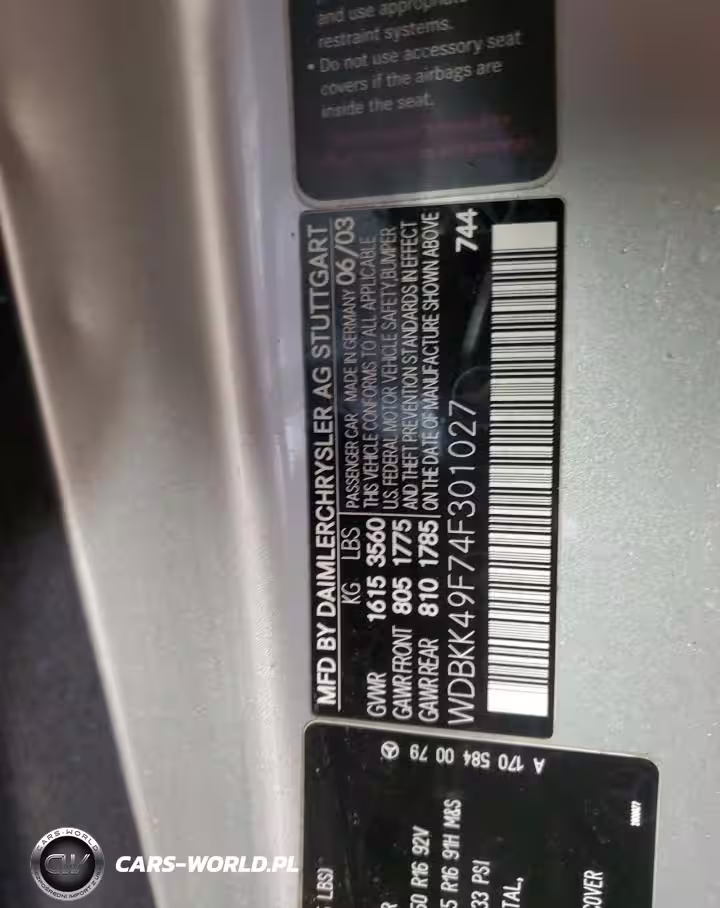 and use appropriate
restraint systems.
• Do not use accessory seat
covers if the airbags are
inside the seat.
MFD BY DAIMLERCHRYSLER AG STUTTGART
KG LBS
GVWR 1615 3560
GAWR FRONT 805 1775
GAWR REAR 810 1785
PASSENGER CAR MADE IN GERMANY 06/03
THIS VEHICLE CONFORMS TO ALL APPLICABLE
U.S. FEDERAL MOTOR VEHICLE SAFETY, BUMPER
AND THEFT PREVENTION STANDARDS IN EFFECT
ON THE DATE OF MANUFACTURE SHOWN ABOVE
WDBKK49F74F301027 744
A 170 584 00 79
LBS)
R16 92V
R16 91H M&S
33 PSI
COVER
CARS-WORLD.PL
CARS-WORLD
CW